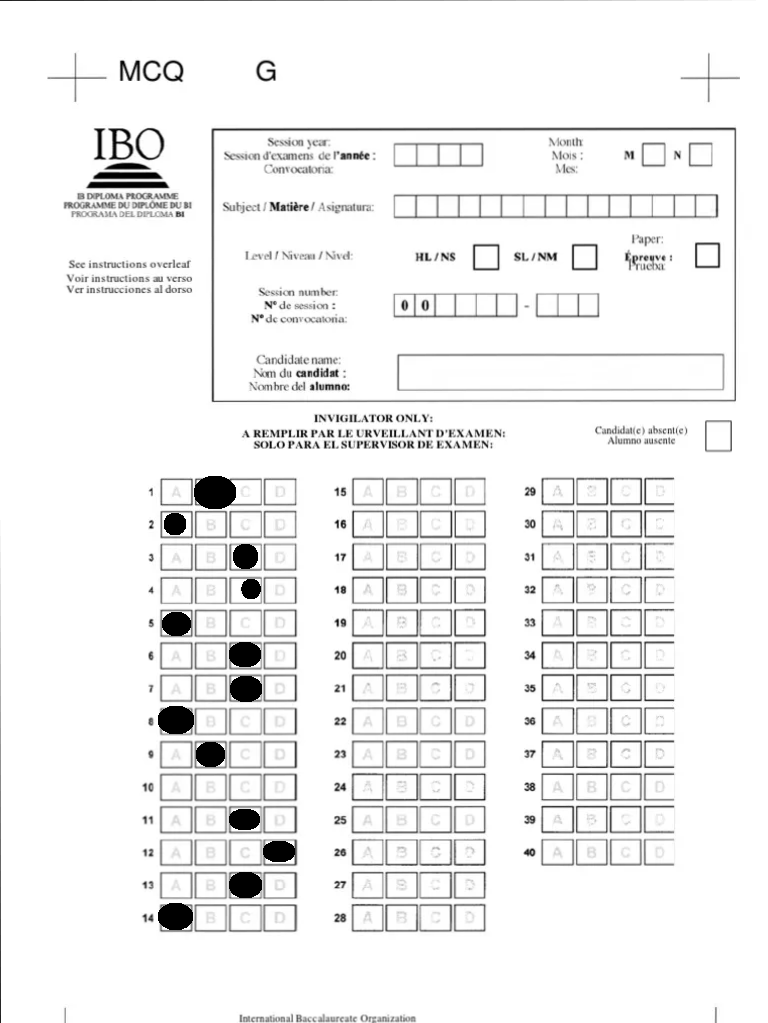 MCQ G
IBO
IB DIPLOMA PROGRAMME
PROGRAMME DU DIPLÔME DU BI
PROGRAMA DEL DIPLOMA BI
See instructions overleaf
Voir instructions au verso
Ver instrucciones al dorso
Session year:
Session d'examens de l'année :
Convocatoria:
Month:
Mois :
Mes:
M N
Subject / Matière / Asignatura:
Level / Niveau / Nivel:
HL / NS SL / NM
Paper:
Épreuve :
Prueba:
Session number:
Nº de session :
Nº de convocatoria:
0 0 -
Candidate name:
Nom du candidat :
Nombre del alumno:
INVIGILATOR ONLY:
A REMPLIR PAR LE URVEILLANT D'EXAMEN:
SOLO PARA EL SUPERVISOR DE EXAMEN:
Candidat(e) absent(e)
Alumno ausente
1 A C D
2 B C D
3 A B D
4 A B D
5 B C D
6 A B D
7 A B D
8 B C D
9 A C D
10 A B C D
11 A B D
12 A B C
13 A B D
14 B C D
15 A B C D
16 A B C D
17 A B C D
18 A B C D
19 A B C D
20 A B C D
21 A B C D
22 A B C D
23 A B C D
24 A B C D
25 A B C D
26 A B C D
27 A B C D
28 A B C D
29 A B C D
30 A B C D
31 A B C D
32 A B C D
33 A B C D
34 A B C D
35 A B C D
36 A B C D
37 A B C D
38 A B C D
39 A B C D
40 A B C D
International Baccalaureate Organization